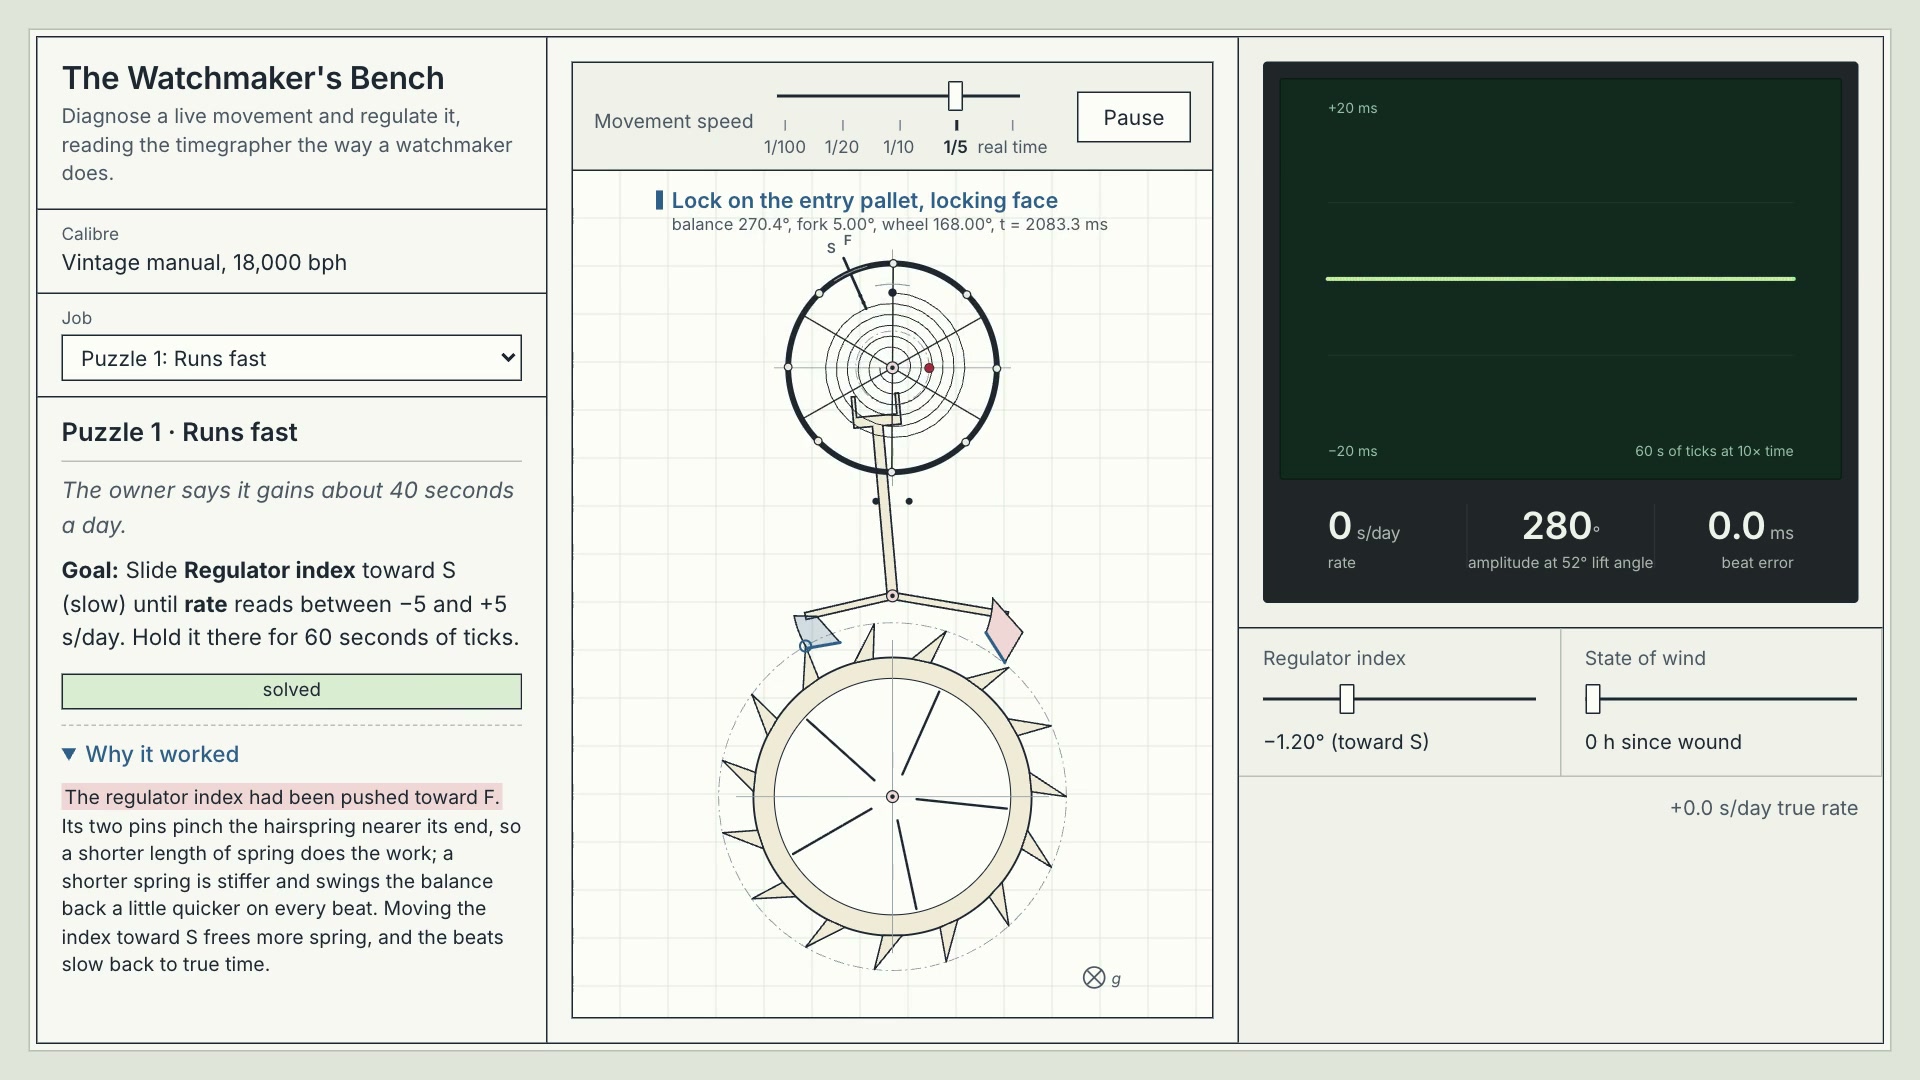 The Watchmaker's Bench
Diagnose a live movement and regulate it,
reading the timegrapher the way a watchmaker
does.
Calibre
Vintage manual, 18,000 bph
Job
Puzzle 1: Runs fast
Puzzle 1 · Runs fast
The owner says it gains about 40 seconds
a day.
Goal: Slide Regulator index toward S
(slow) until rate reads between −5 and +5
s/day. Hold it there for 60 seconds of ticks.
solved
▼ Why it worked
The regulator index had been pushed toward F.
Its two pins pinch the hairspring nearer its end, so
a shorter length of spring does the work; a
shorter spring is stiffer and swings the balance
back a little quicker on every beat. Moving the
index toward S frees more spring, and the beats
slow back to true time.
Movement speed
1/100 1/20 1/10 1/5 real time
Pause
Lock on the entry pallet, locking face
balance 270.4°, fork 5.00°, wheel 168.00°, t = 2083.3 ms
S F
g
+20 ms
−20 ms
60 s of ticks at 10× time
0 s/day
rate
280°
amplitude at 52° lift angle
0.0 ms
beat error
Regulator index
−1.20° (toward S)
State of wind
0 h since wound
+0.0 s/day true rate